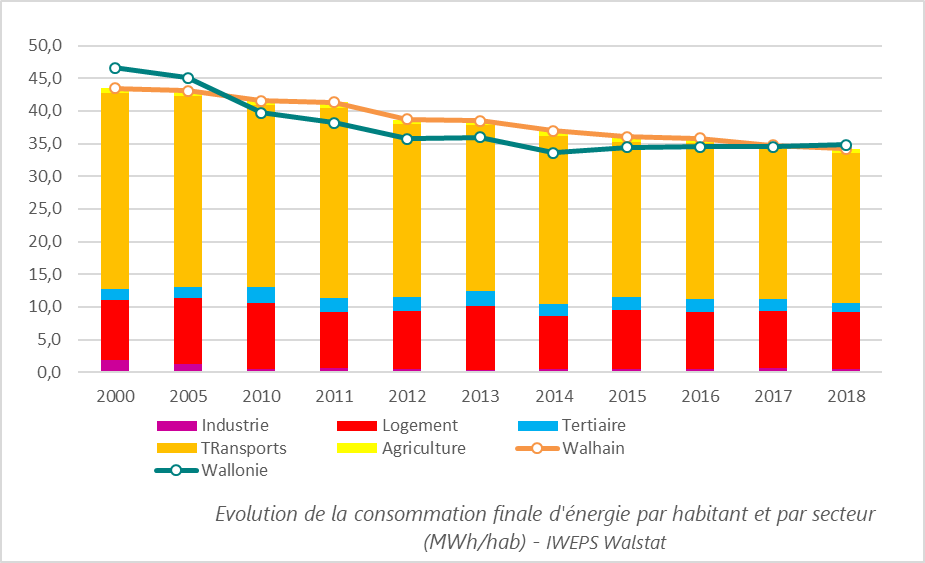 50,0
45,0
40,0
35,0
30,0
25,0
20,0
15,0
10,0
5,0
0,0
2000 2005 2010 2011 2012 2013 2014 2015 2016 2017 2018
Industrie Logement Tertiaire
TRansports Agriculture Walhain
Wallonie
Evolution de la consommation finale d'énergie par habitant et par secteur
(MWh/hab) - IWEPS Walstat